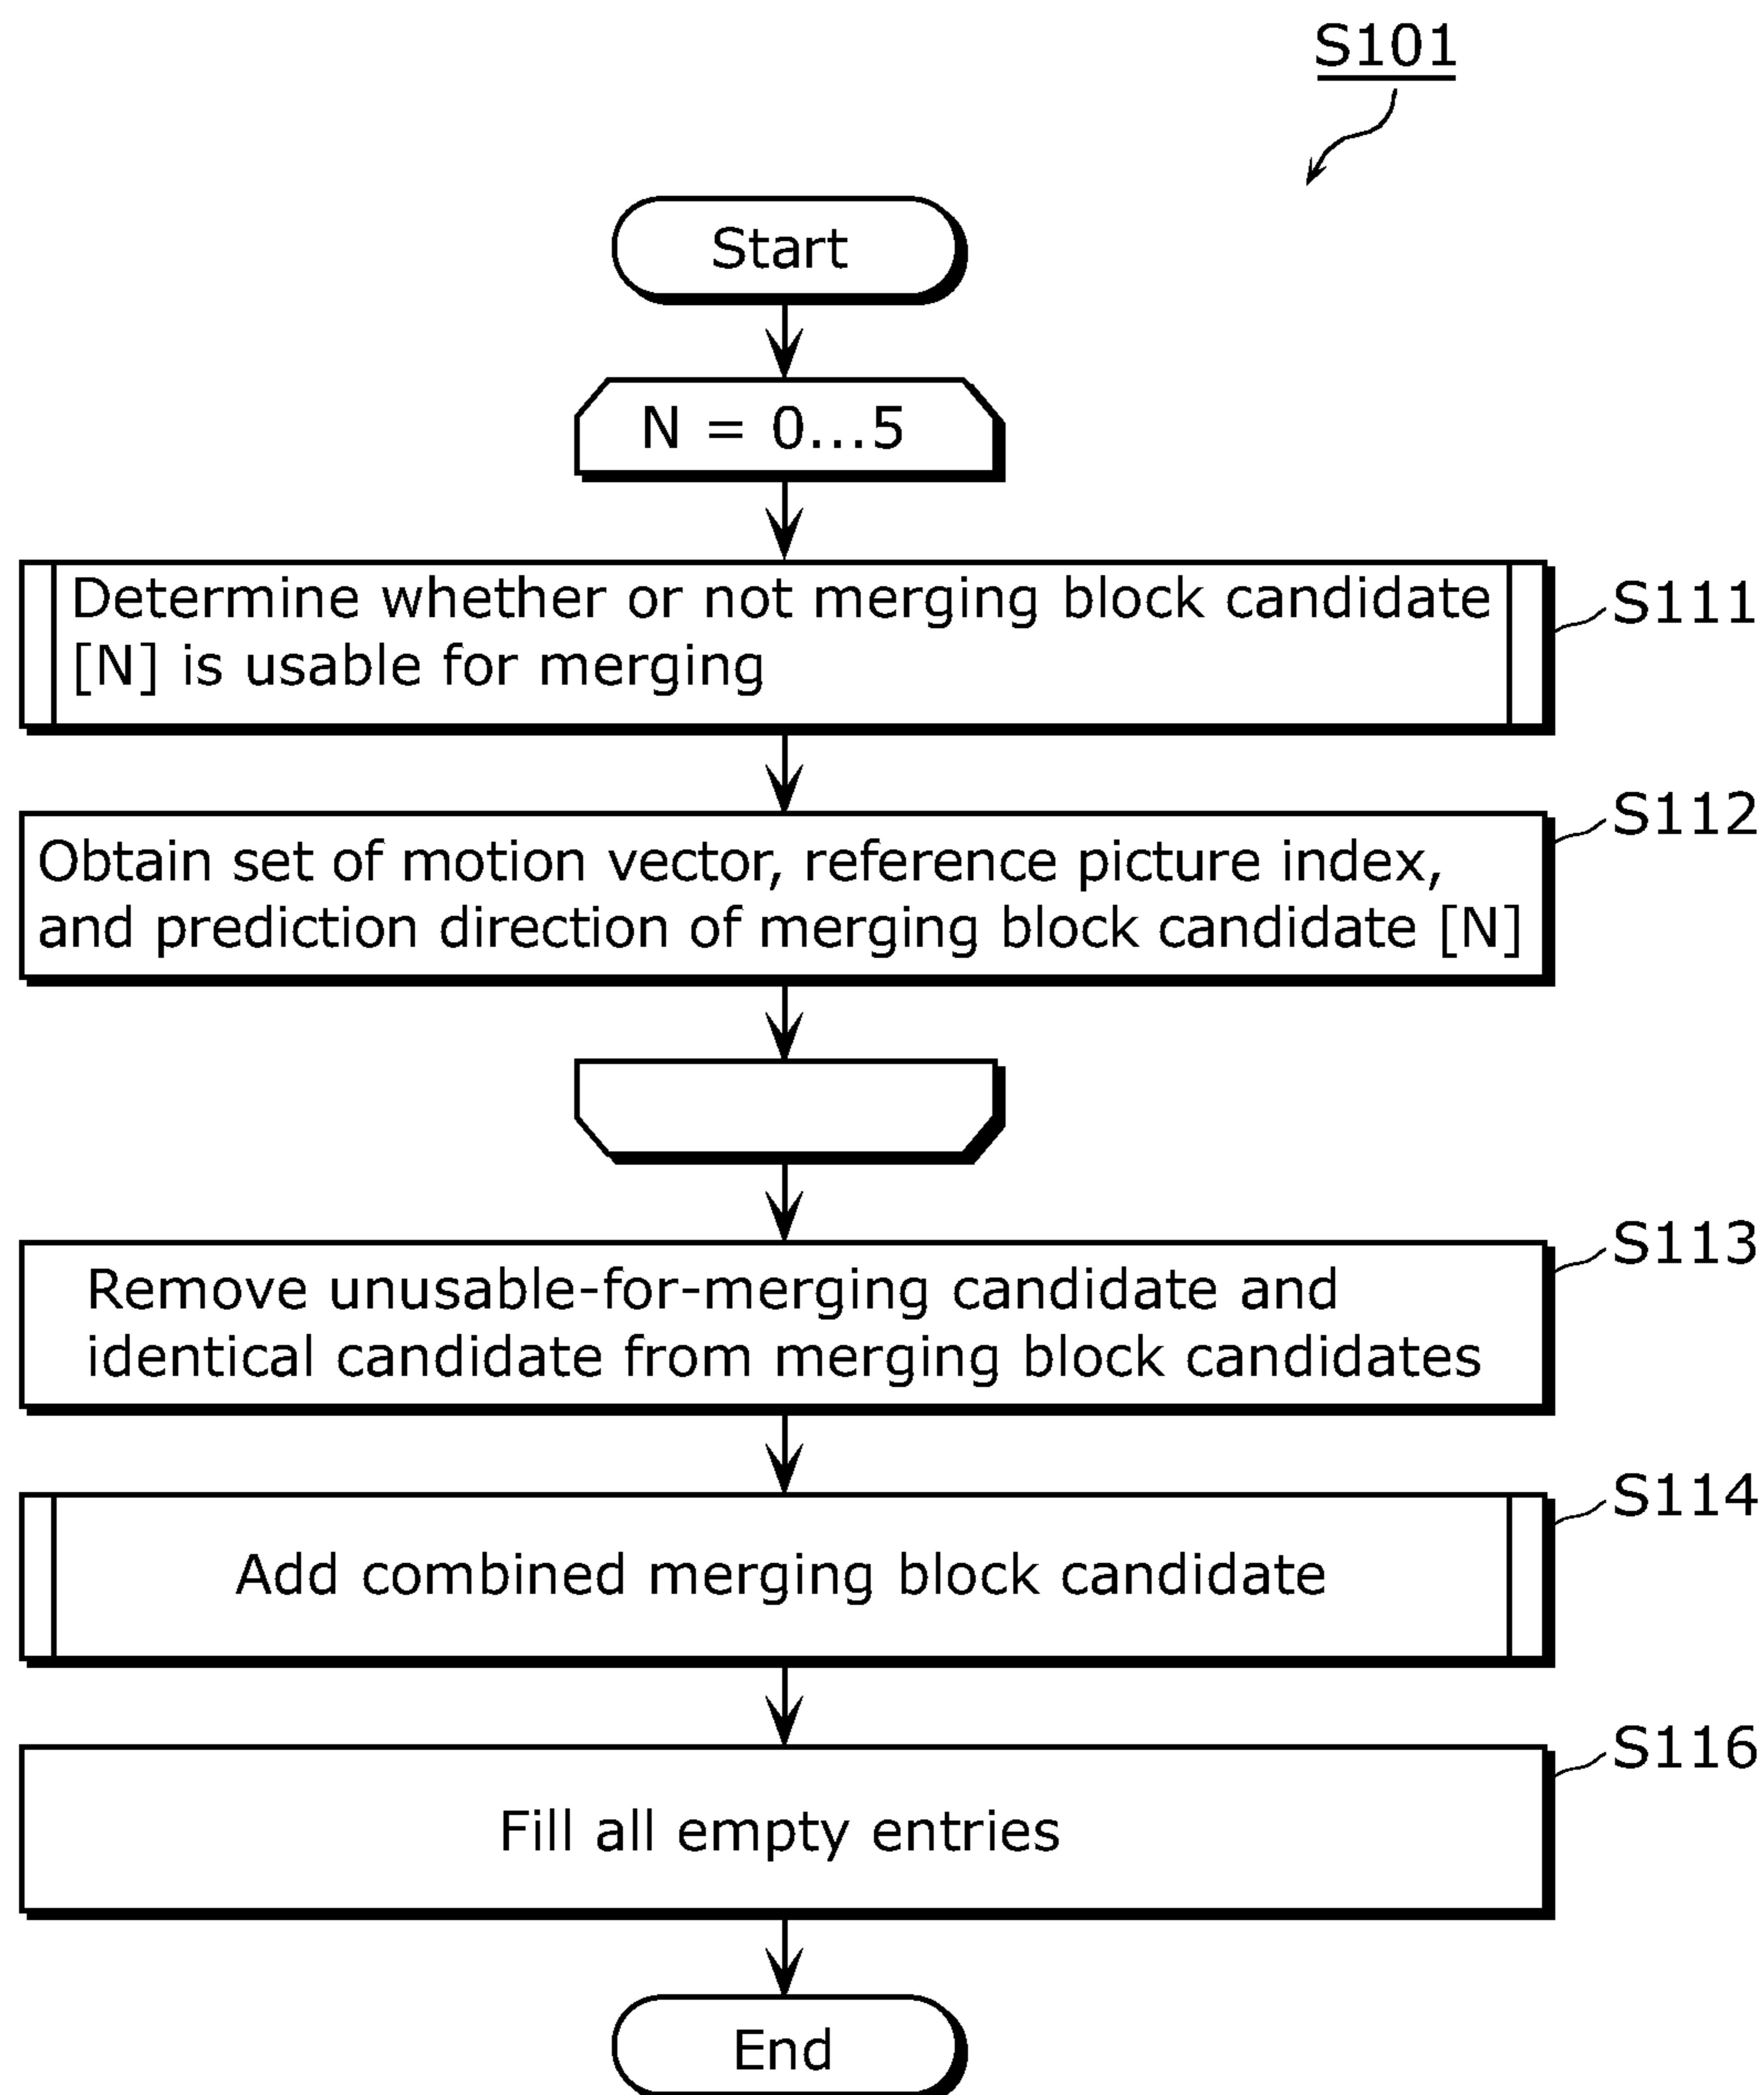 S101
Start
N = 0...5
Determine whether or not merging block candidate
[N] is usable for merging
S111
S112
Obtain set of motion vector, reference picture index,
and prediction direction of merging block candidate [N]
S113
Remove unusable-for-merging candidate and
identical candidate from merging block candidates
S114
Add combined merging block candidate
S116
Fill all empty entries
End